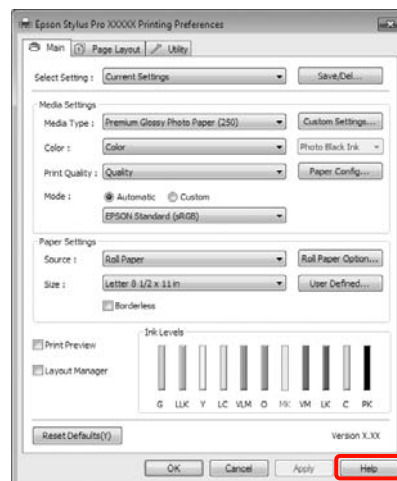 Epson Stylus Pro XXXXX Printing Preferences
Main Page Layout Utility
Select Setting : Current Settings Save/Del...
Media Settings
Media Type : Premium Glossy Photo Paper (250) Custom Settings...
Color : Color Photo Black Ink
Print Quality : Quality Paper Config...
Mode : Automatic Custom
EPSON Standard (sRGB)
Paper Settings
Source : Roll Paper Roll Paper Option...
Size : Letter 8 1/2 x 11 in User Defined...
Borderless
Ink Levels
Print Preview
Layout Manager
G LLK Y LC VLM O MK VM LK C PK
Reset Defaults(Y) Version X.XX
OK Cancel Apply Help